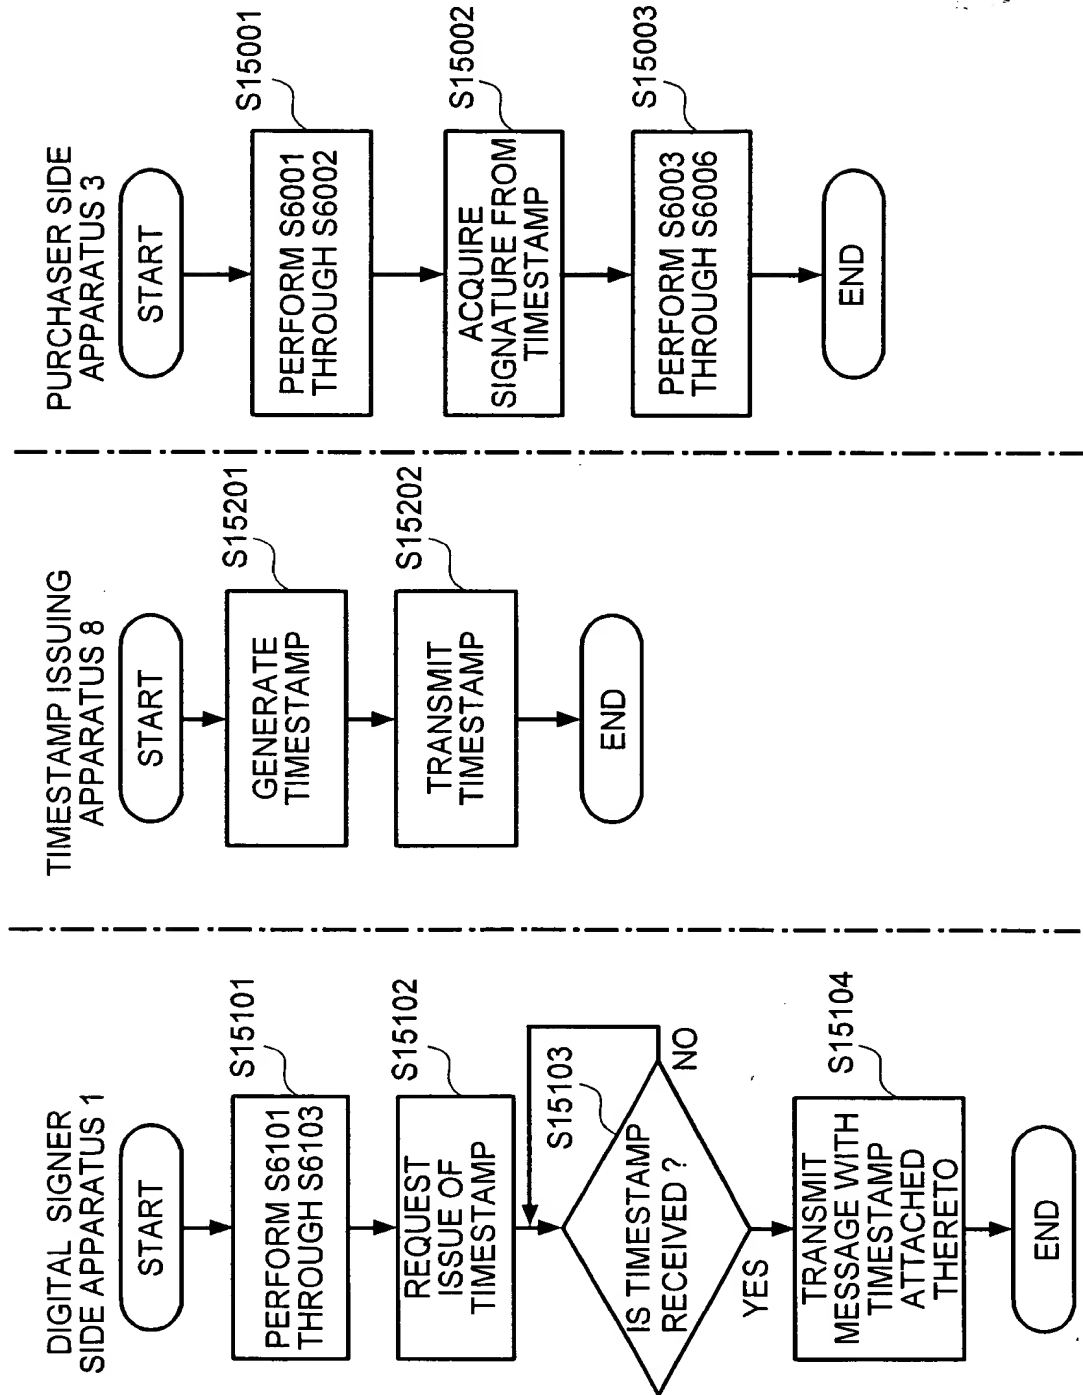 DIGITAL SIGNER
SIDE APPARATUS 1
START
S15101
PERFORM S6101
THROUGH S6103
S15102
REQUEST
ISSUE OF
TIMESTAMP
S15103
IS TIMESTAMP
RECEIVED ?
NO
YES
S15104
TRANSMIT
MESSAGE WITH
TIMESTAMP
ATTACHED
THERETO
END
TIMESTAMP ISSUING
APPARATUS 8
START
S15201
GENERATE
TIMESTAMP
S15202
TRANSMIT
TIMESTAMP
END
PURCHASER SIDE
APPARATUS 3
START
S15001
PERFORM S6001
THROUGH S6002
S15002
ACQUIRE
SIGNATURE FROM
TIMESTAMP
S15003
PERFORM S6003
THROUGH S6006
END